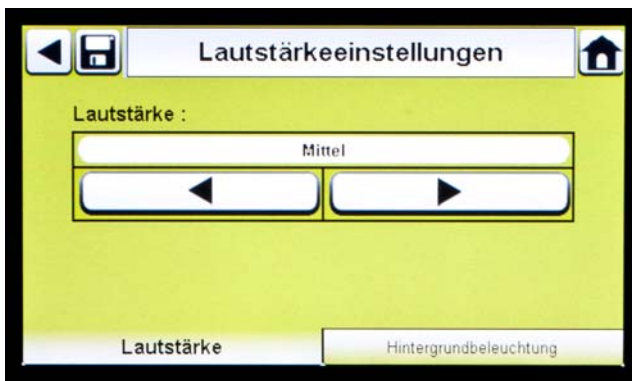 Lautstärkeeinstellungen
Lautstärke :
Mittel
Lautstärke
Hintergrundbeleuchtung